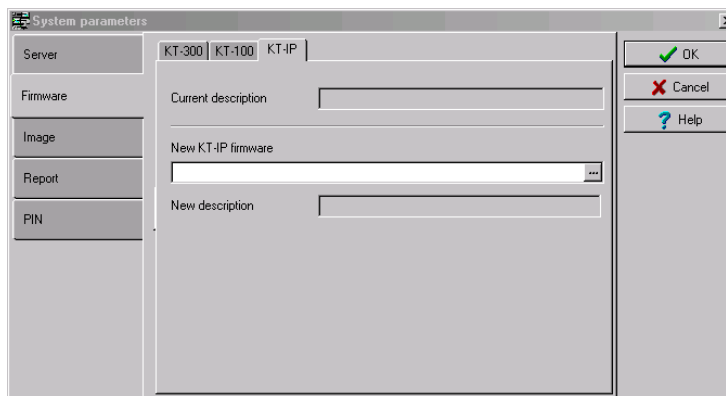 System parameters
Server
Firmware
Image
Report
PIN
KT-300
KT-100
KT-IP
Current description
New KT-IP firmware
...
New description
OK
Cancel
? Help